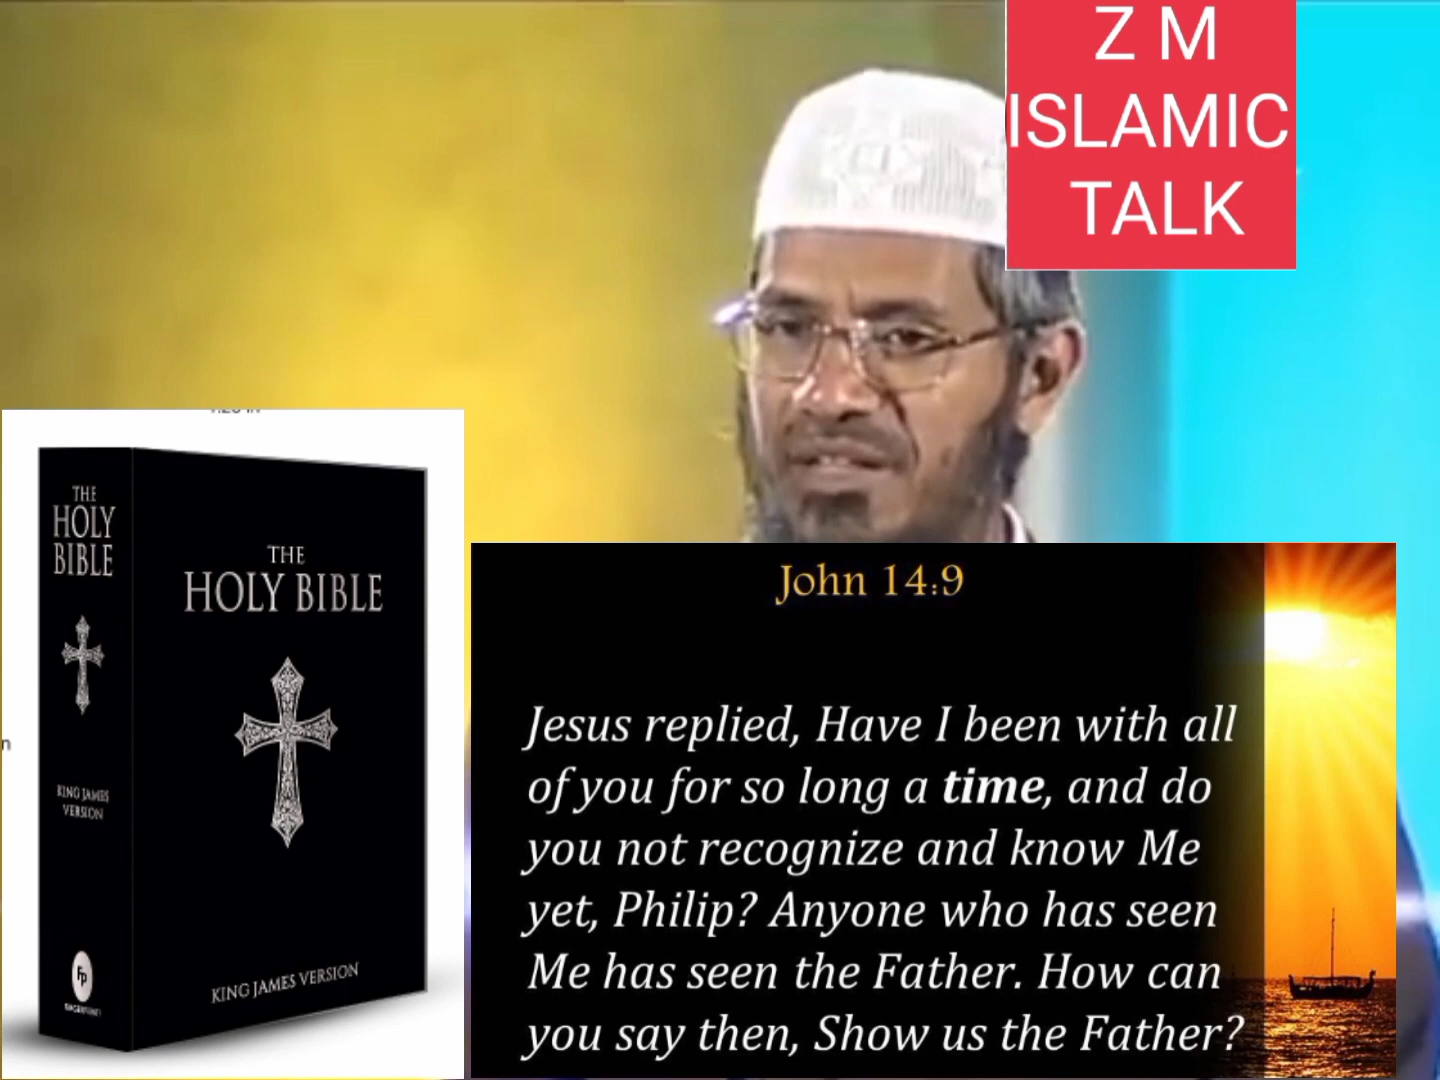 Z M
ISLAMIC
TALK
THE
HOLY
BIBLE
KING JAMES
VERSION
Fp
THE
HOLY BIBLE
KING JAMES VERSION
n
John 14:9
Jesus replied, Have I been with all
of you for so long a time, and do
you not recognize and know Me
yet, Philip? Anyone who has seen
Me has seen the Father. How can
you say then, Show us the Father?